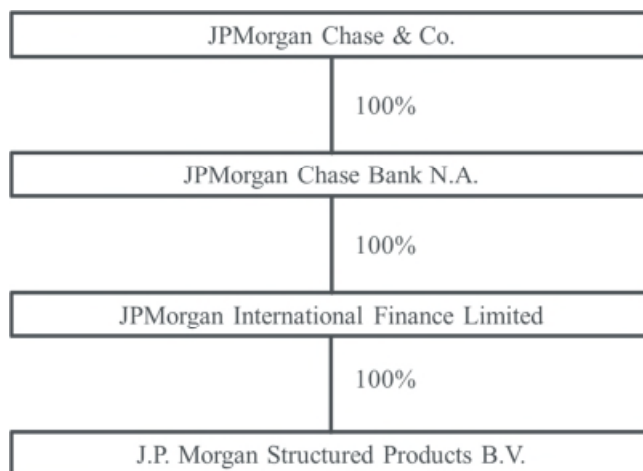 JPMorgan Chase & Co.
100%
JPMorgan Chase Bank N.A.
100%
JPMorgan International Finance Limited
100%
J.P. Morgan Structured Products B.V.